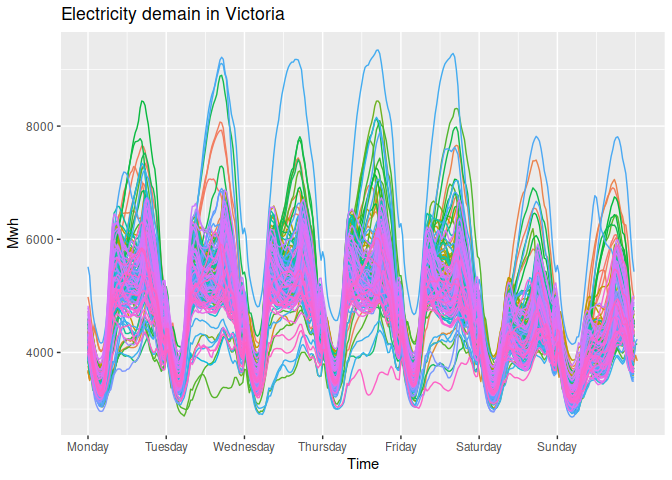 Electricity demain in Victoria
Mwh
8000
6000
4000
Monday Tuesday Wednesday Thursday Friday Saturday Sunday
Time